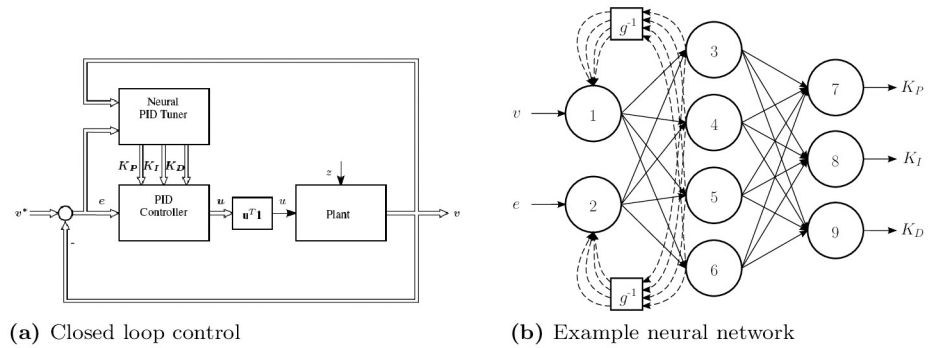 Neural
PID Tuner
K_P K_I K_D
v* e
PID
Controller
u
u^T 1
u
z
Plant
v
-
(a) Closed loop control
g^-1
v
e
1
2
g^-1
3
4
5
6
7
8
9
K_P
K_I
K_D
(b) Example neural network